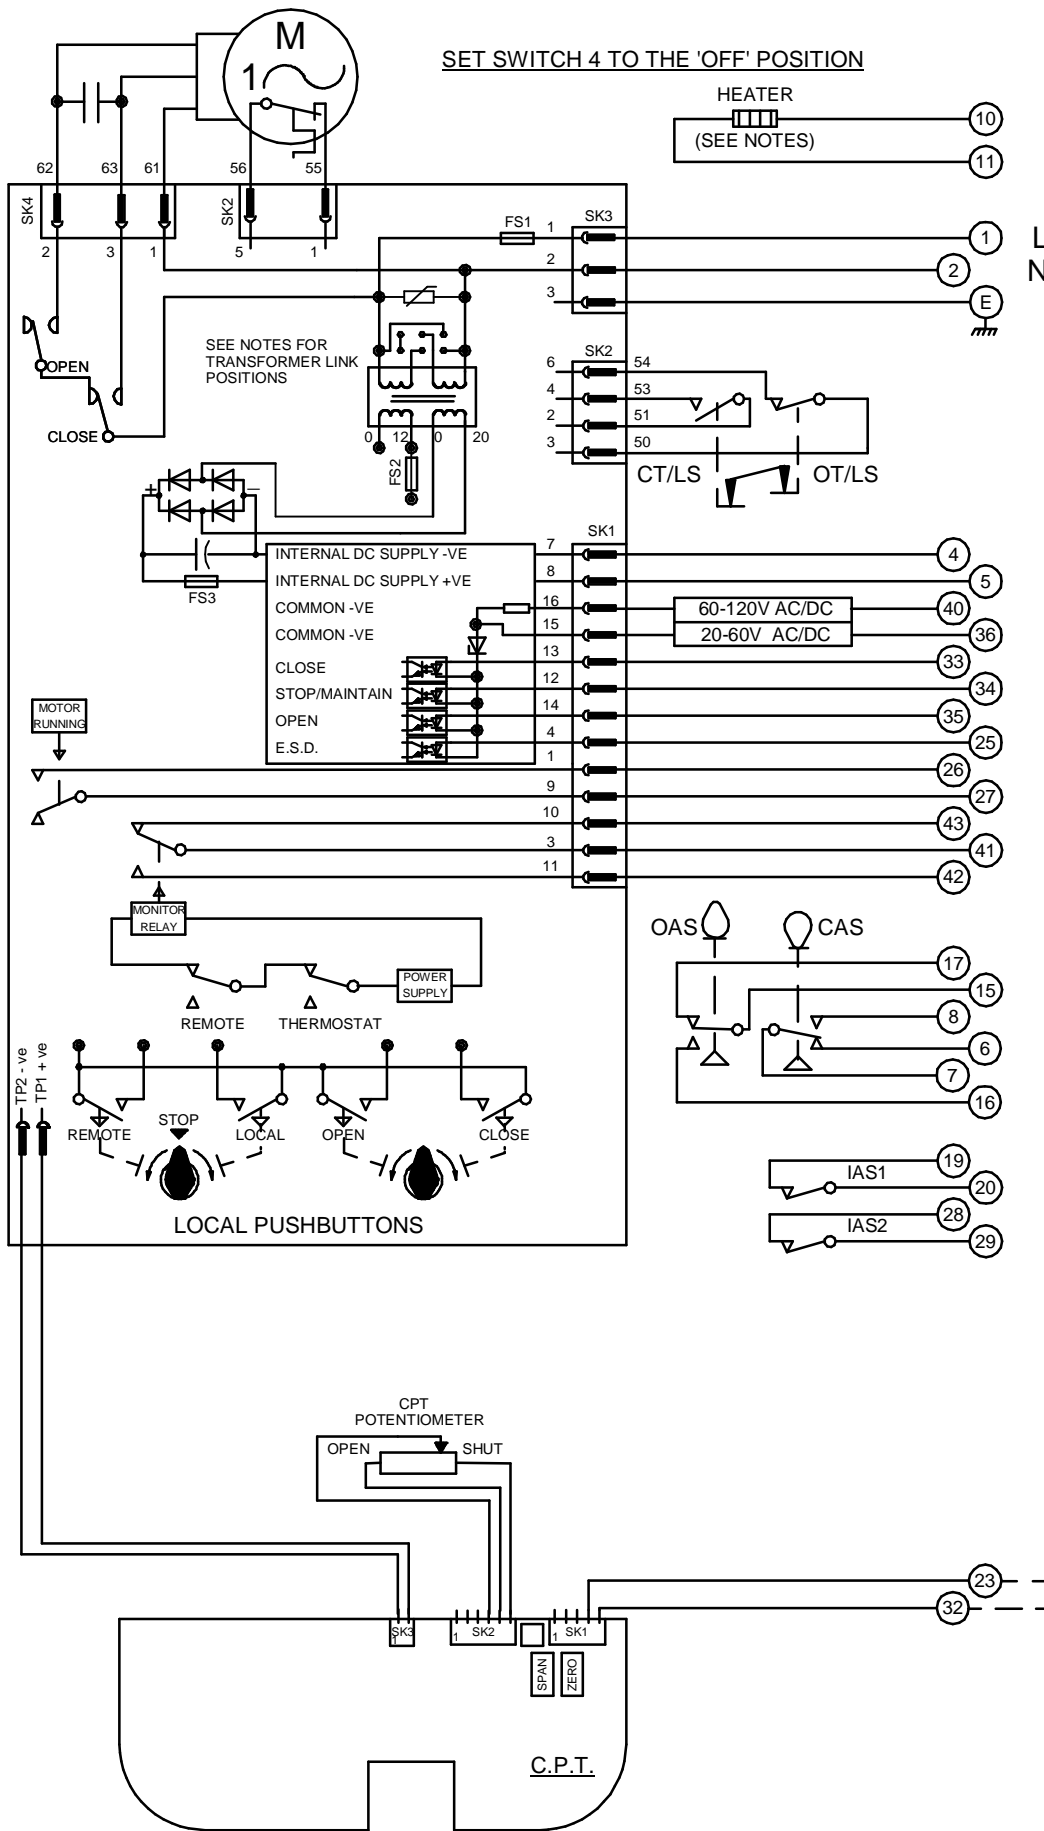 M
1
SET SWITCH 4 TO THE 'OFF' POSITION
HEATER
(SEE NOTES)
10
11
62 63 61 56 55
SK4
SK2
2 3 1 5 1
FS1
SK3
1
1
L
2
2
N
3
E
OPEN
CLOSE
SEE NOTES FOR
TRANSFORMER LINK
POSITIONS
0 12 0 20
FS2
SK2
6 54
4 53
2 51
3 50
CT/LS
OT/LS
+
–
FS3
SK1
INTERNAL DC SUPPLY -VE 7 4
INTERNAL DC SUPPLY +VE 8 5
COMMON -VE 16 60-120V AC/DC 40
COMMON -VE 15 20-60V AC/DC 36
CLOSE 13 33
STOP/MAINTAIN 12 34
OPEN 14 35
E.S.D. 4 25
1 26
9 27
10 43
3 41
11 42
MOTOR
RUNNING
MONITOR
RELAY
POWER
SUPPLY
REMOTE
THERMOSTAT
OAS
CAS
17
15
8
6
7
16
TP2 - ve
TP1 + ve
REMOTE
STOP
LOCAL
OPEN
CLOSE
LOCAL PUSHBUTTONS
IAS1
19
20
IAS2
28
29
CPT
POTENTIOMETER
OPEN
SHUT
23
32
SK3
1
SK2
1
SK1
1
SPAN
ZERO
C.P.T.